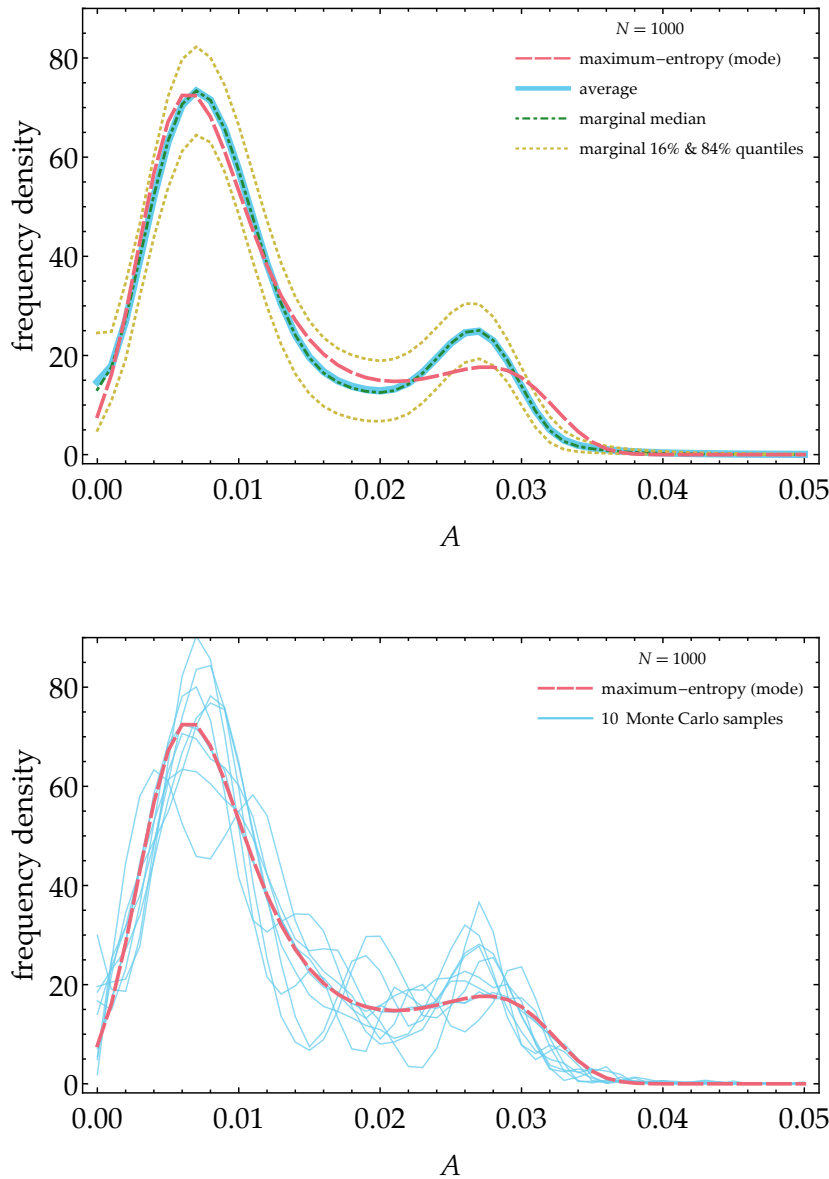 N = 1000
maximum-entropy (mode)
average
marginal median
marginal 16% & 84% quantiles
frequency density
80
60
40
20
0
0.00 0.01 0.02 0.03 0.04 0.05
A
N = 1000
maximum-entropy (mode)
10 Monte Carlo samples
frequency density
80
60
40
20
0
0.00 0.01 0.02 0.03 0.04 0.05
A